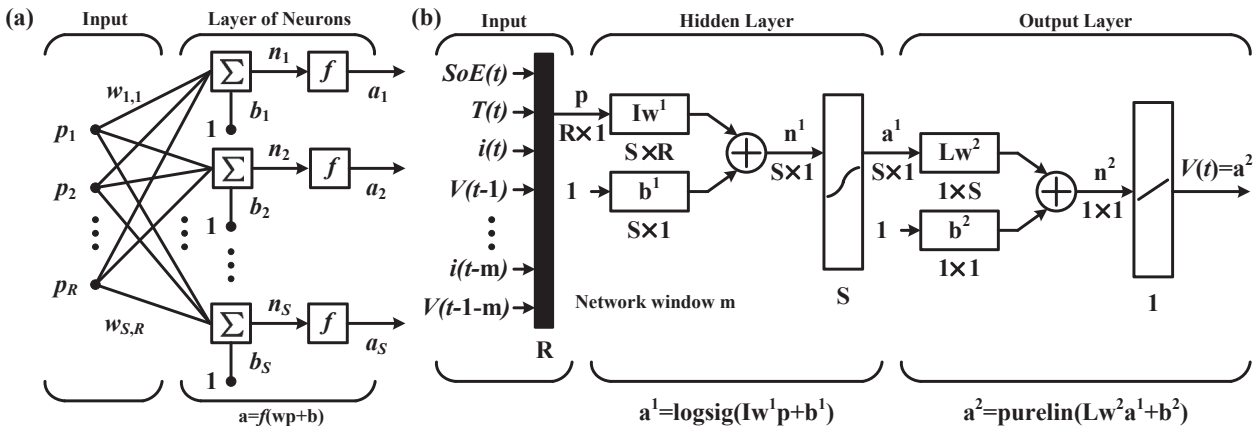 (a)
Input
Layer of Neurons
w1,1
p1
p2
pR
wS,R
Σ
n1
f
a1
b1
1
Σ
n2
f
a2
b2
1
Σ
nS
f
aS
bS
1
a=f(wp+b)
(b)
Input
Hidden Layer
Output Layer
SoE(t)
T(t)
i(t)
V(t-1)
i(t-m)
V(t-1-m)
R
p
R×1
Iw¹
S×R
1
b¹
S×1
n¹
S×1
Network window m
S
a¹
S×1
Lw²
1×S
1
b²
1×1
n²
1×1
1
V(t)=a²
a¹=logsig(Iw¹p+b¹)
a²=purelin(Lw²a¹+b²)